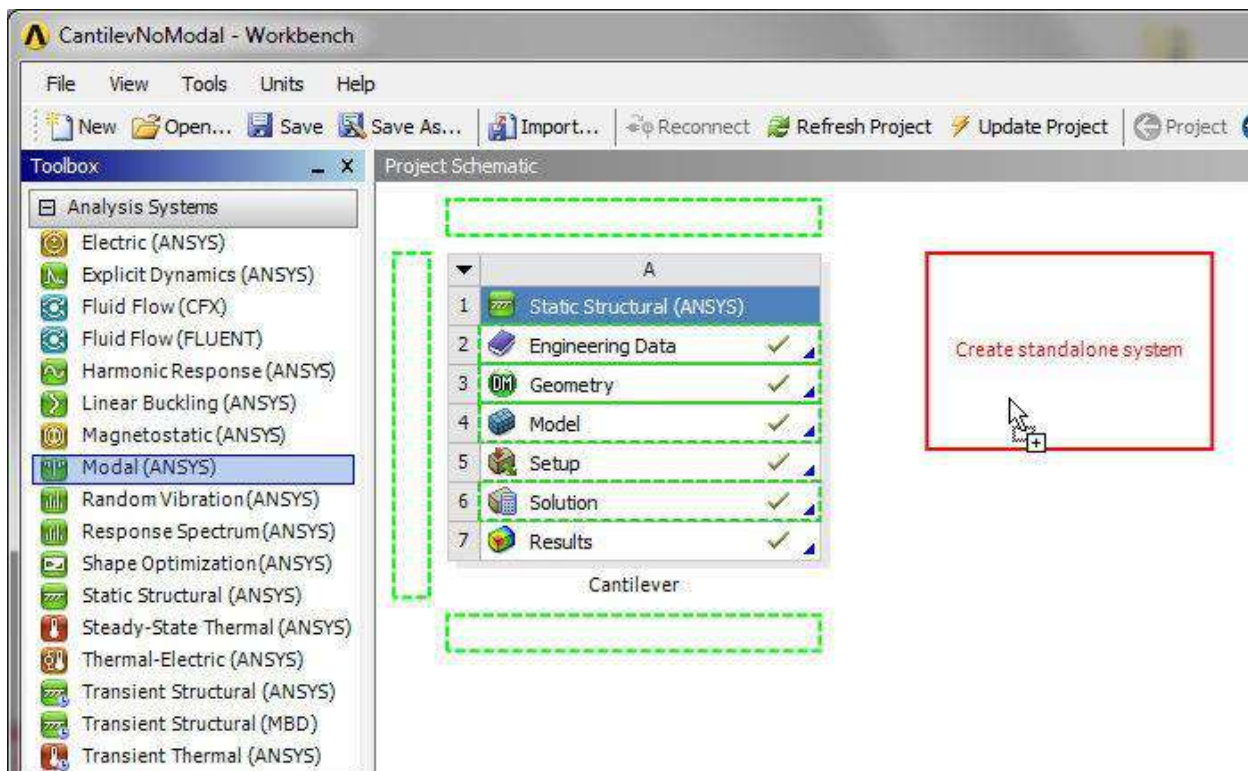 CantilevNoModal - Workbench
File View Tools Units Help
New Open... Save Save As... Import... Reconnect Refresh Project Update Project Project
Toolbox
Project Schematic
Analysis Systems
Electric (ANSYS)
Explicit Dynamics (ANSYS)
Fluid Flow (CFX)
Fluid Flow (FLUENT)
Harmonic Response (ANSYS)
Linear Buckling (ANSYS)
Magnetostatic (ANSYS)
Modal (ANSYS)
Random Vibration (ANSYS)
Response Spectrum (ANSYS)
Shape Optimization (ANSYS)
Static Structural (ANSYS)
Steady-State Thermal (ANSYS)
Thermal-Electric (ANSYS)
Transient Structural (ANSYS)
Transient Structural (MBD)
Transient Thermal (ANSYS)
A
1 Static Structural (ANSYS)
2 Engineering Data
3 DM Geometry
4 Model
5 Setup
6 Solution
7 Results
Cantilever
Create standalone system